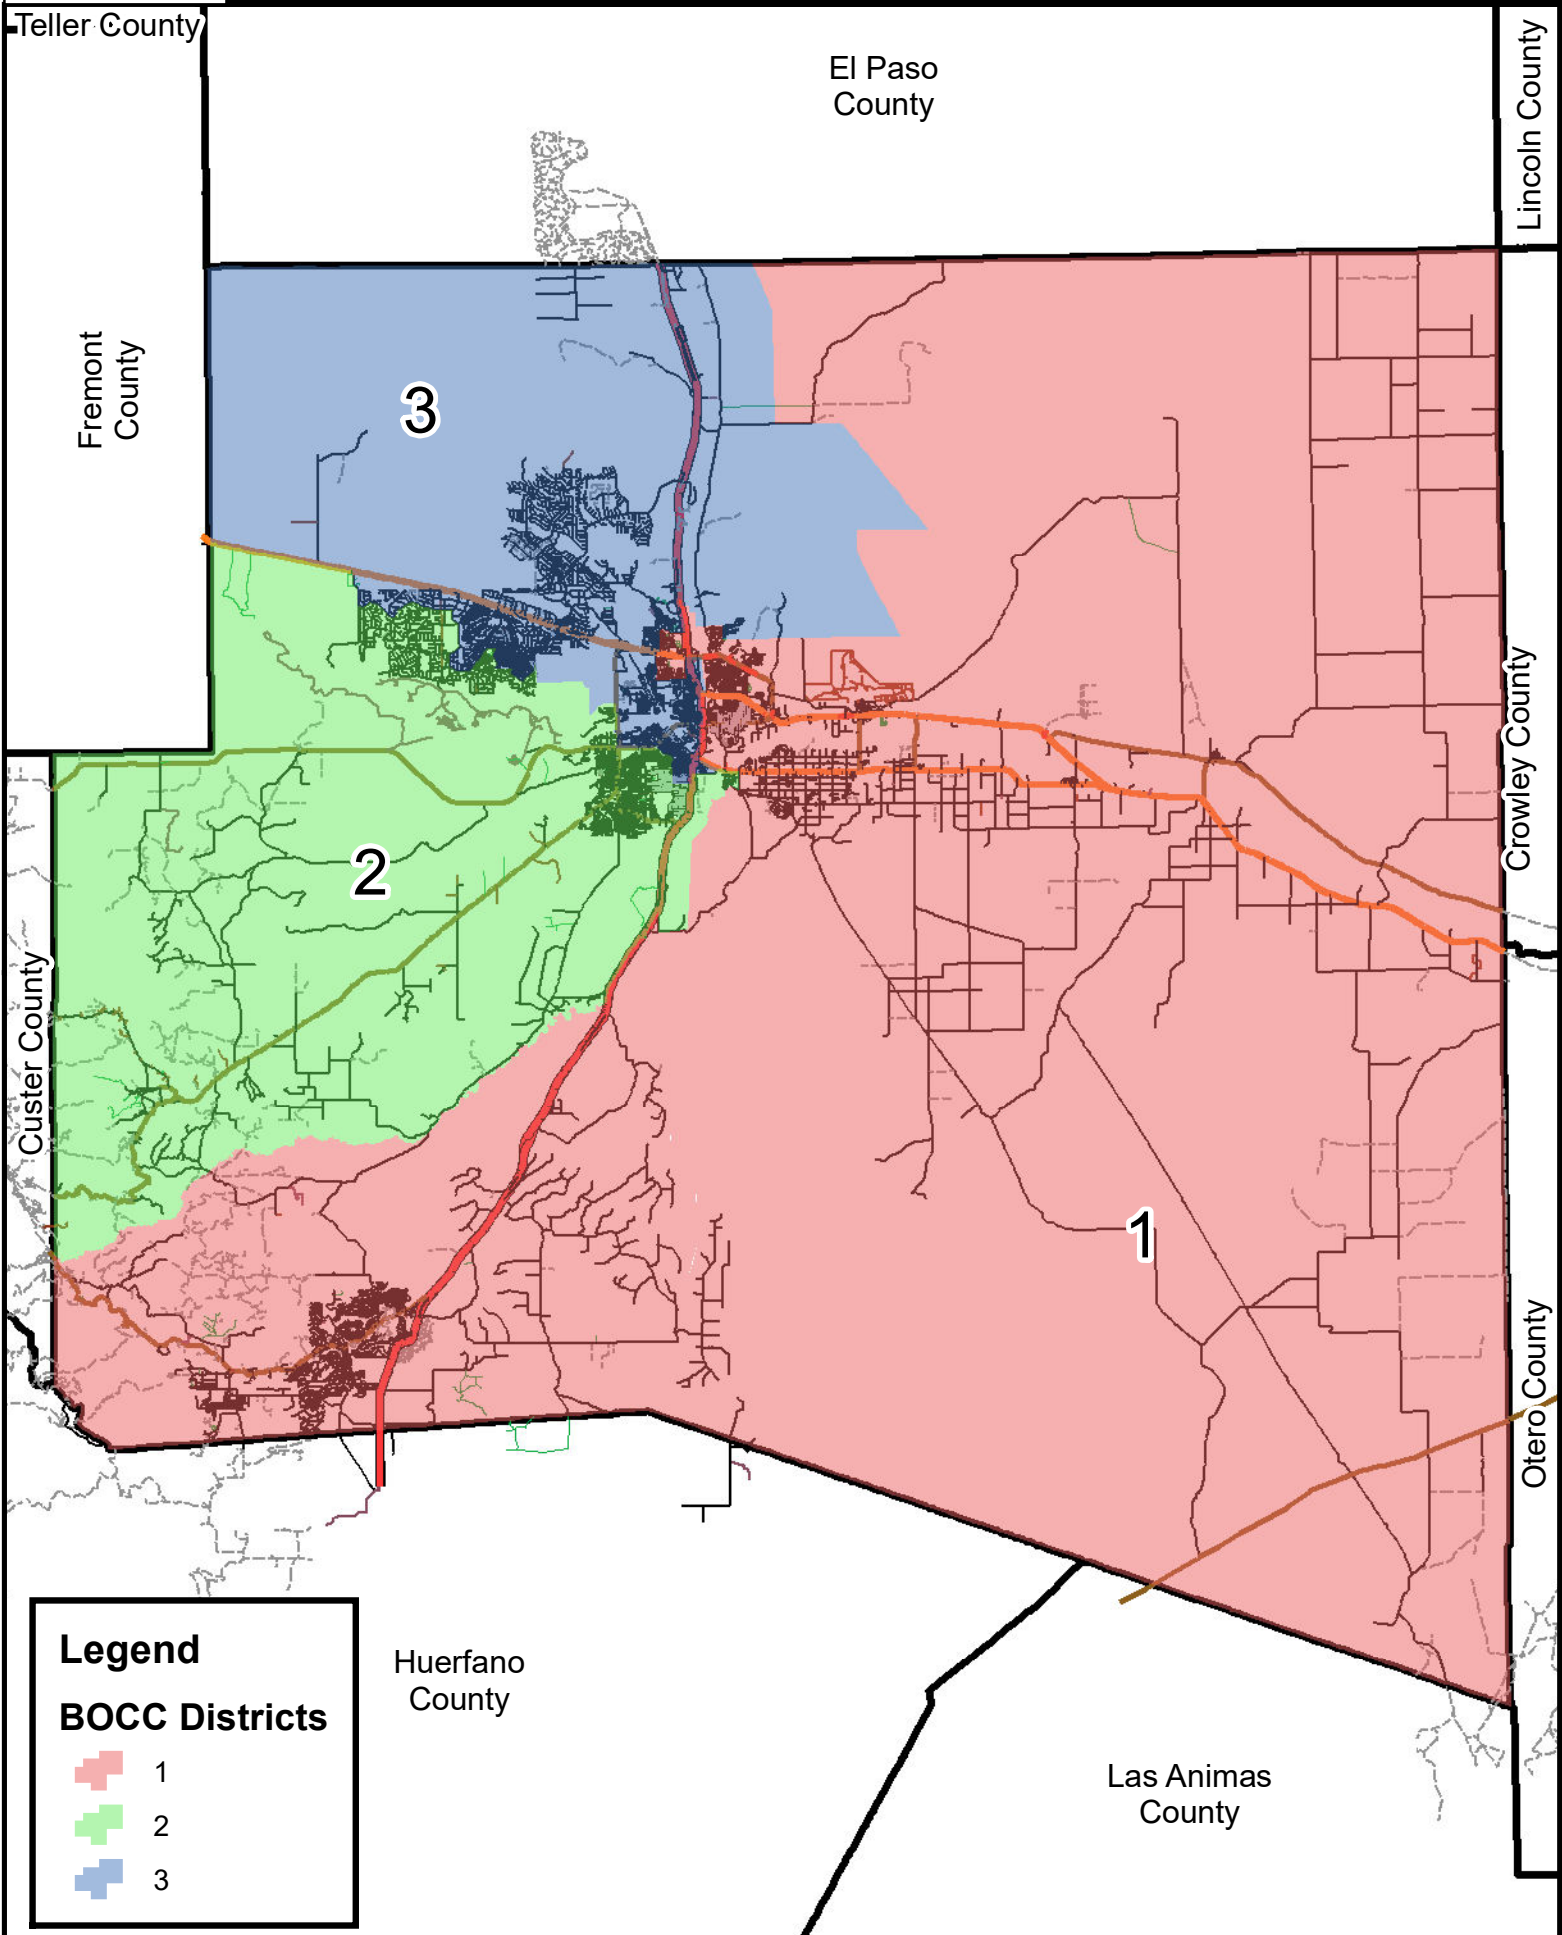 Teller County
El Paso
County
Lincoln County
Fremont
County
3
2
Crowley County
Custer County
1
Otero County
Legend
BOCC Districts
1
2
3
Huerfano
County
Las Animas
County